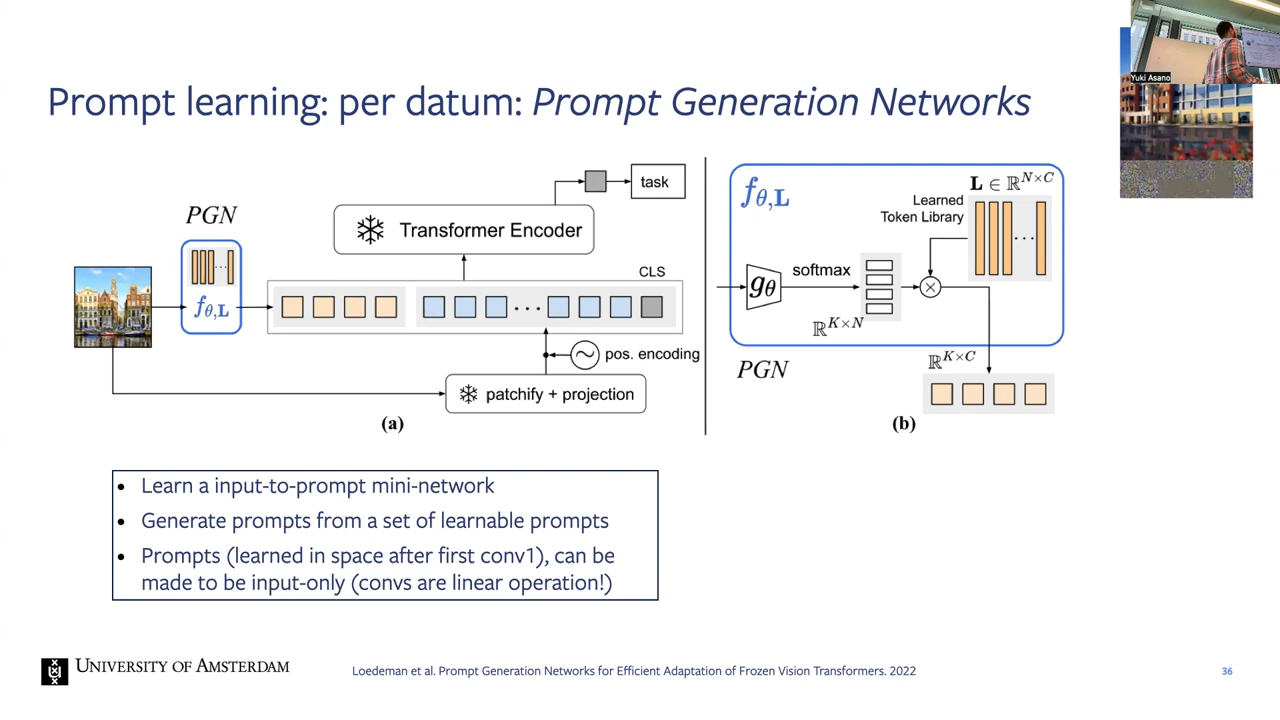 Yuki Asano
Prompt learning: per datum: Prompt Generation Networks
PGN
f θ,L
Transformer Encoder
task
CLS
pos. encoding
patchify + projection
(a)
f θ,L
L ∈ ℝ^{N×C}
Learned
Token Library
gθ
softmax
ℝ^{K×N}
PGN
ℝ^{K×C}
(b)
• Learn a input-to-prompt mini-network
• Generate prompts from a set of learnable prompts
• Prompts (learned in space after first conv1), can be
made to be input-only (convs are linear operation!)
UNIVERSITY OF AMSTERDAM
Loedeman et al. Prompt Generation Networks for Efficient Adaptation of Frozen Vision Transformers. 2022
36